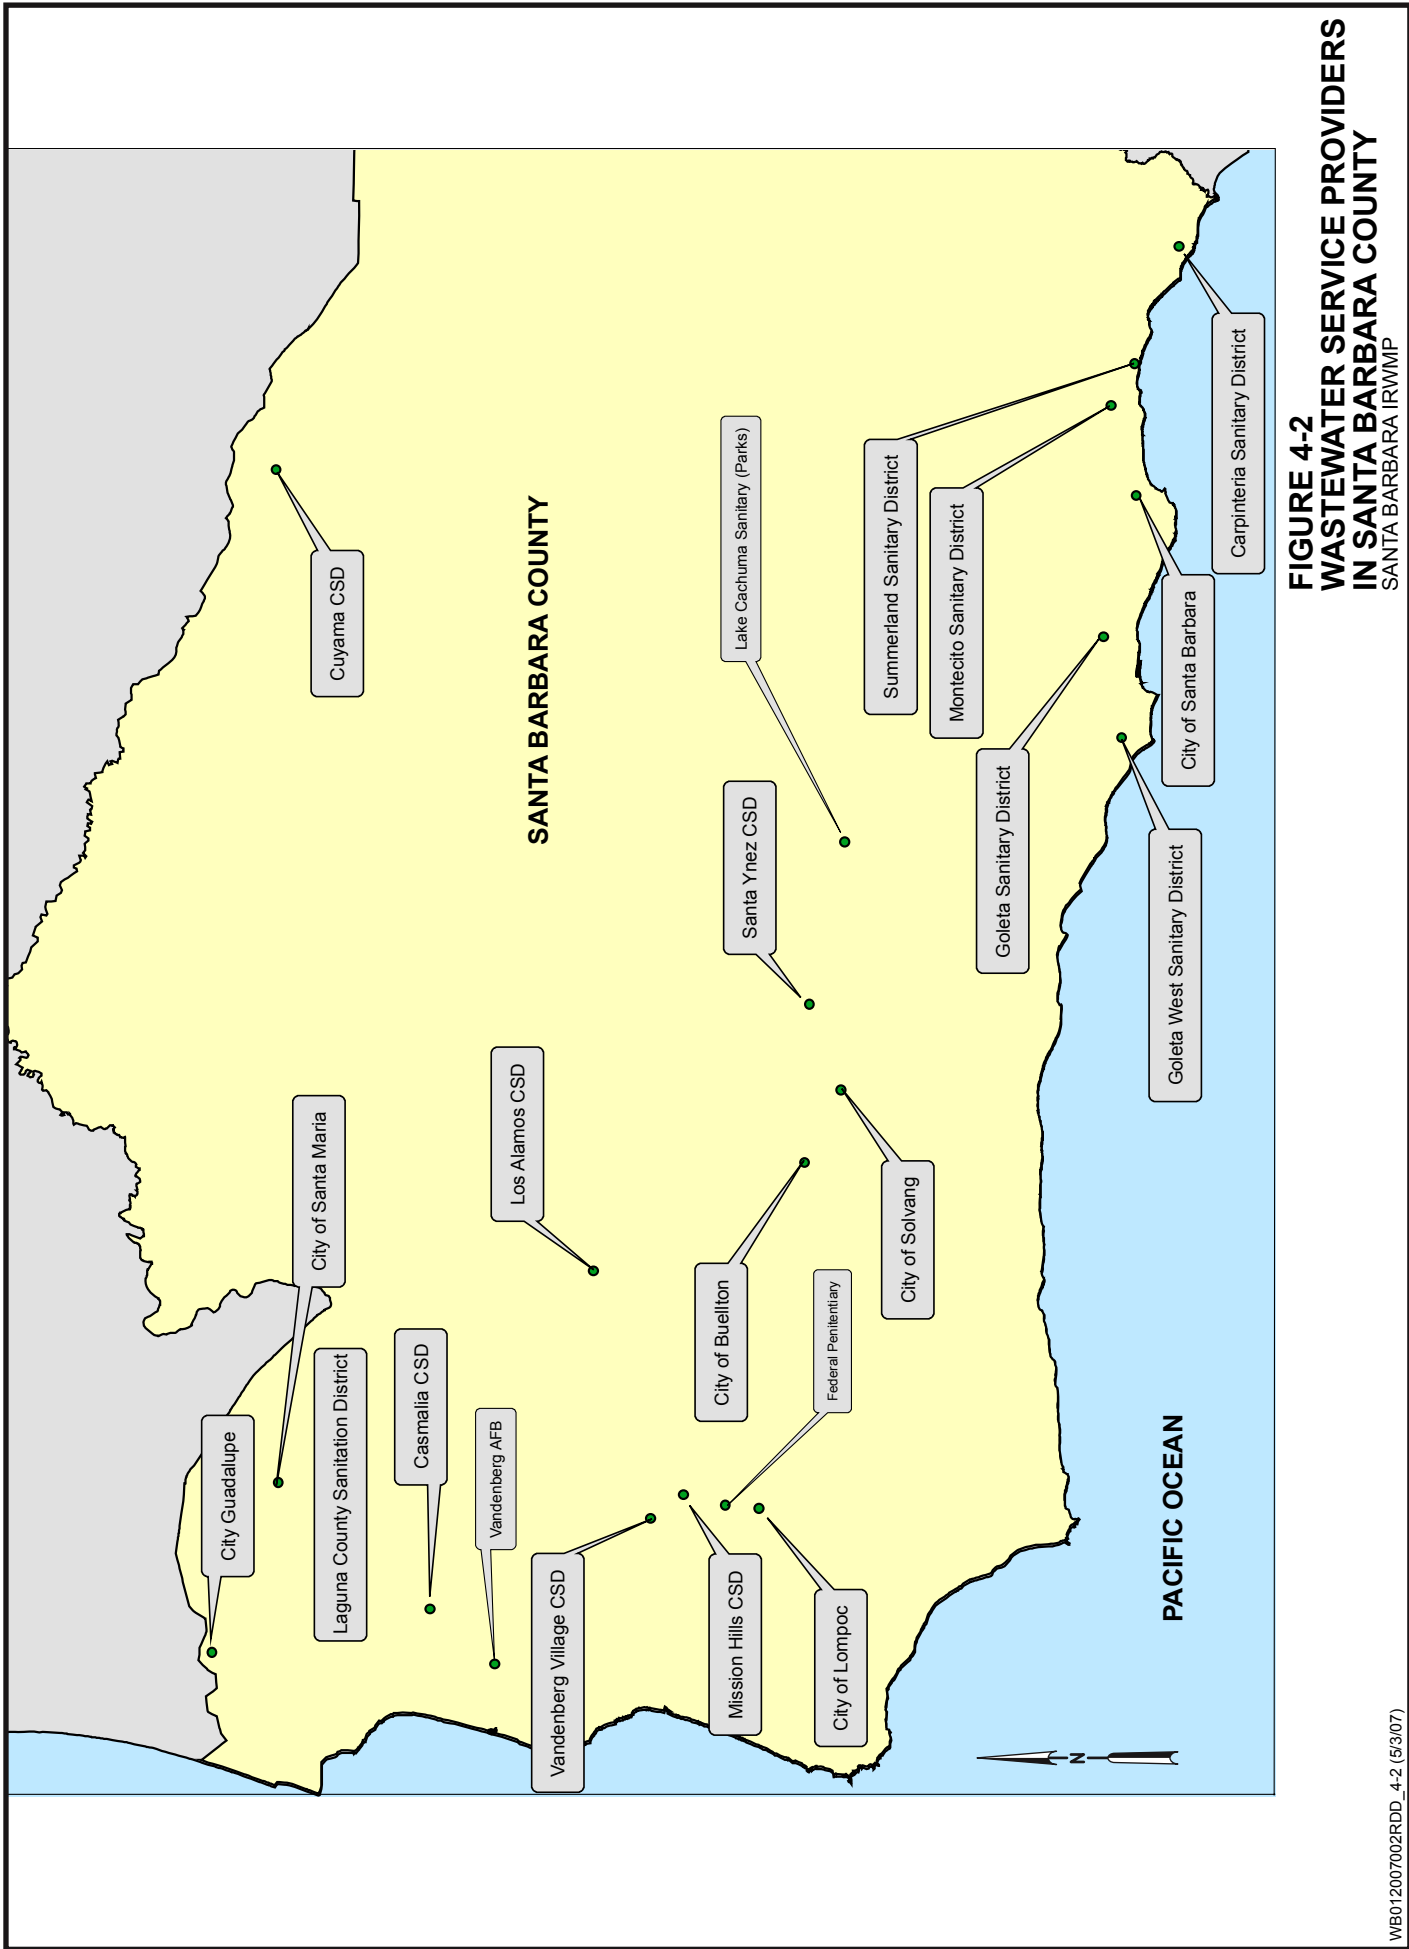 City Guadalupe
City of Santa Maria
Laguna County Sanitation District
Casmalia CSD
Vandenberg AFB
Los Alamos CSD
Cuyama CSD
SANTA BARBARA COUNTY
Vandenberg Village CSD
Mission Hills CSD
City of Lompoc
Federal Penitentiary
City of Buellton
City of Solvang
Santa Ynez CSD
Lake Cachuma Sanitary (Parks)
Summerland Sanitary District
Montecito Sanitary District
Goleta Sanitary District
Goleta West Sanitary District
City of Santa Barbara
Carpinteria Sanitary District
PACIFIC OCEAN
N
FIGURE 4-2
WASTEWATER SERVICE PROVIDERS
IN SANTA BARBARA COUNTY
SANTA BARBARA IRWMP
WB012007002RDD_4-2 (5/3/07)